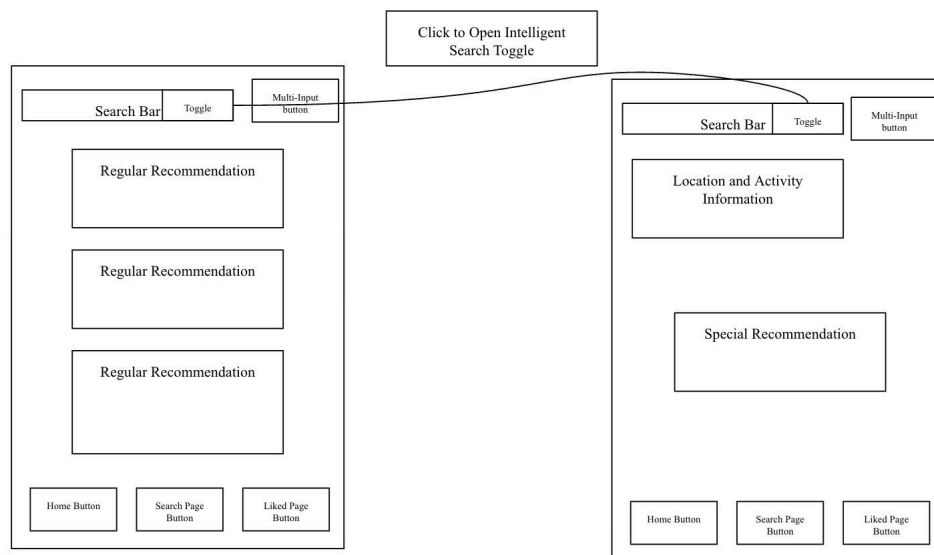 Click to Open Intelligent
Search Toggle
Search Bar
Toggle
Multi-Input
button
Regular Recommendation
Regular Recommendation
Regular Recommendation
Home Button
Search Page
Button
Liked Page
Button
Search Bar
Toggle
Multi-Input
button
Location and Activity
Information
Special Recommendation
Home Button
Search Page
Button
Liked Page
Button